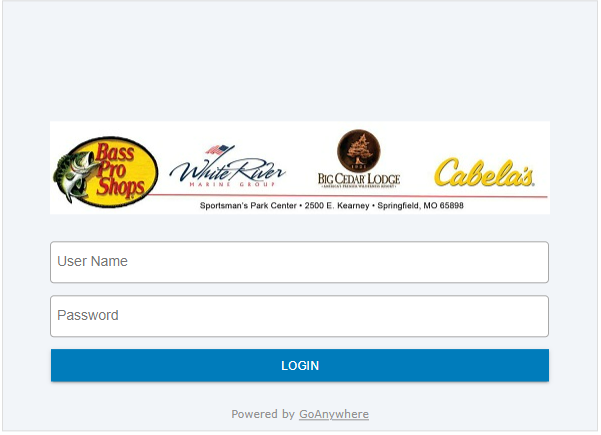 Bass
Pro
Shops
White River
MARINE GROUP
1921
BIG CEDAR LODGE
• AMERICA'S PREMIER WILDERNESS RESORT •
Cabela's
Sportsman's Park Center • 2500 E. Kearney • Springfield, MO 65898
User Name
Password
LOGIN
Powered by GoAnywhere